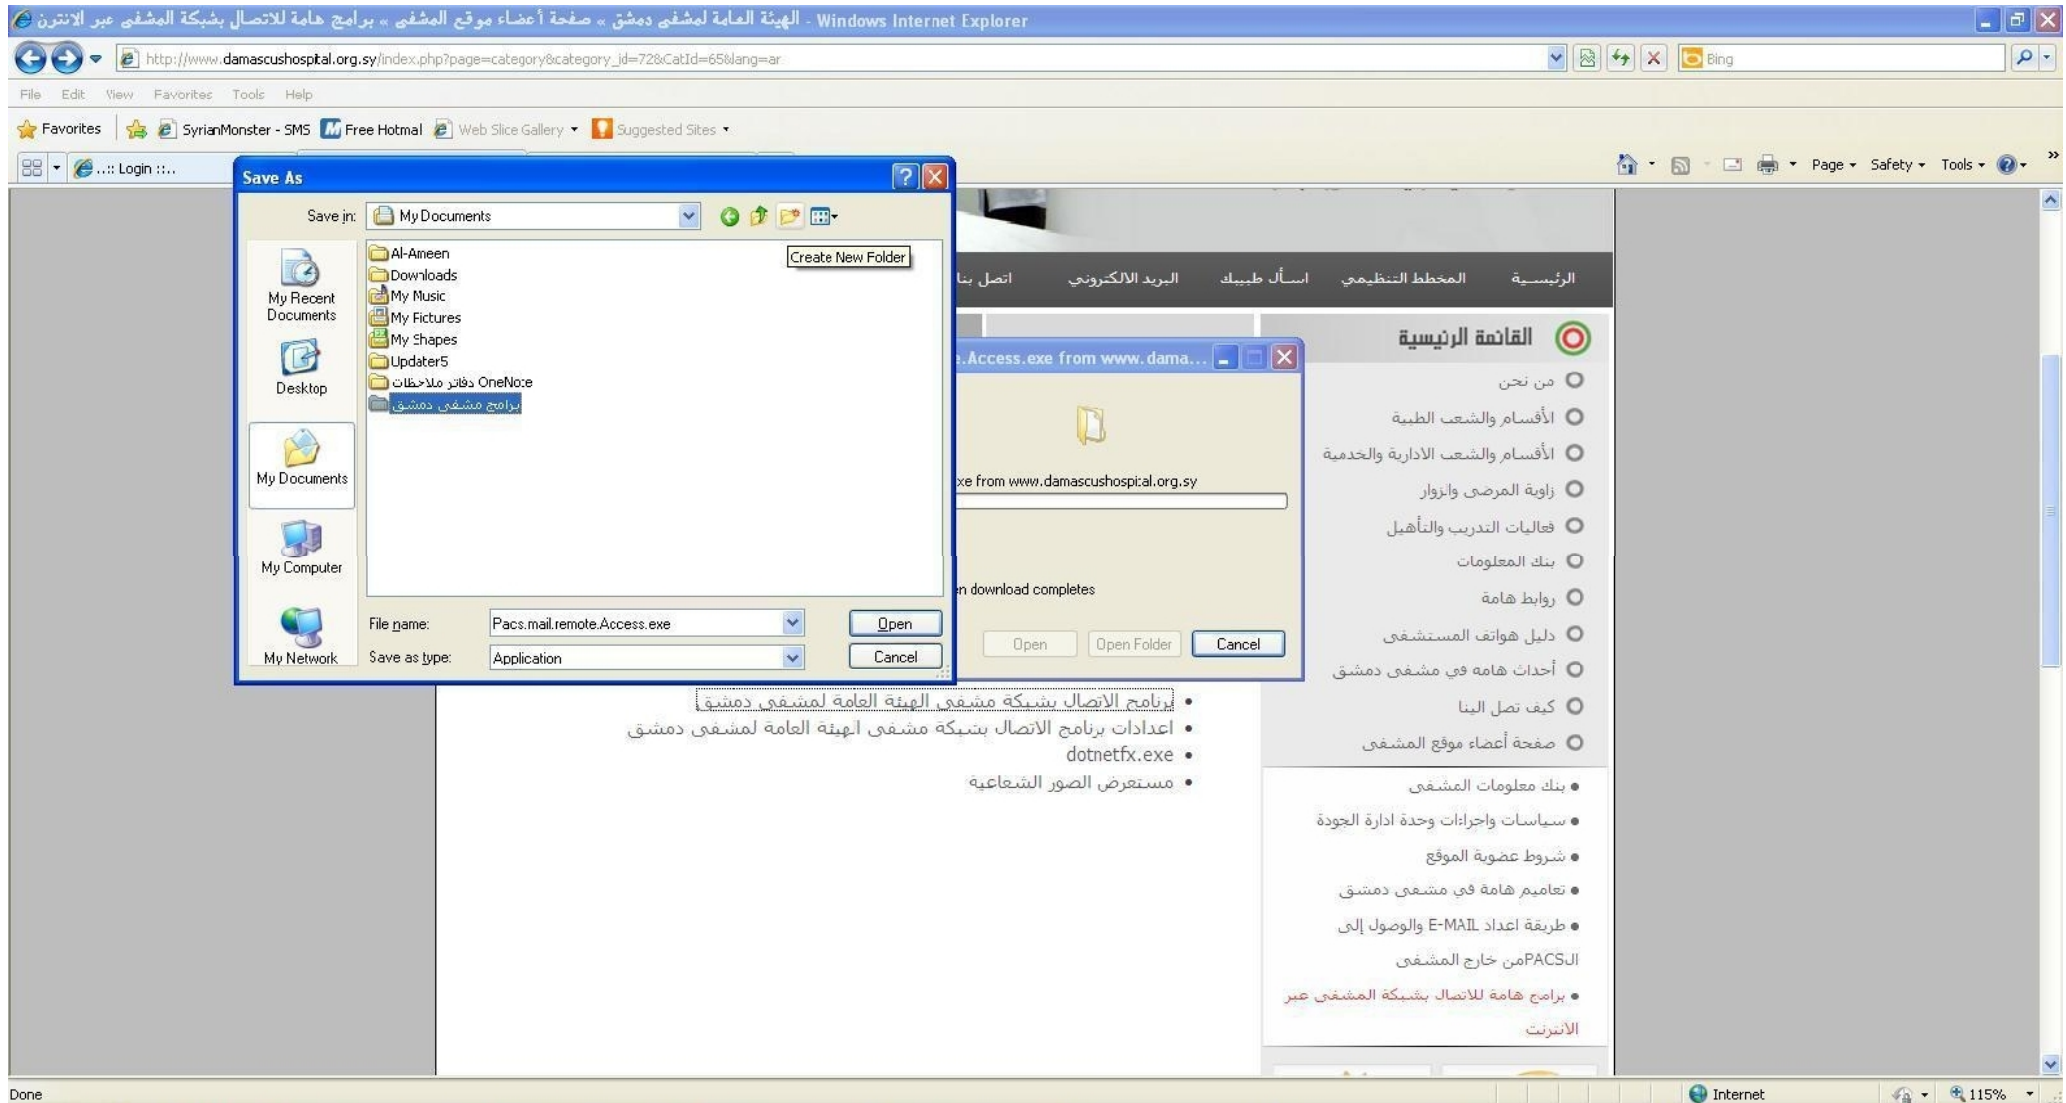 الهيئة العامة لمشفى دمشق » صفحة أعضاء موقع المشفى » برامج هامة للاتصال بشبكة المشفى عبر الانترن - Windows Internet Explorer
http://www.damascushospital.org.sy/index.php?page=category&category_id=72&CatId=65&lang=ar
Bing
File Edit View Favorites Tools Help
Favorites SyrianMonster - SMS Free Hotmal Web Slice Gallery Suggested Sites
..:: Login ::..
Page Safety Tools
Save As
Save in: My Documents
Create New Folder
Al-Ameen
Downloads
My Music
My Pictures
My Shapes
Updater5
دفاتر ملاحظات OneNote
برامج مشفى دمشق
My Recent Documents
Desktop
My Documents
My Computer
My Network
File name: Pacs.mail.remote.Access.exe Open
Save as type: Application Cancel
.Access.exe from www.dama...
xe from www.damascushospital.org.sy
n download completes
Open Open Folder Cancel
الرئيسية المخطط التنظيمي اسأل طبيبك البريد الالكتروني اتصل بنا
القائمة الرئيسية
من نحن
الأقسام والشعب الطبية
الأقسام والشعب الادارية والخدمية
زاوية المرضى والزوار
فعاليات التدريب والتأهيل
بنك المعلومات
روابط هامة
دليل هواتف المستشفى
أحداث هامه في مشفى دمشق
كيف تصل الينا
صفحة أعضاء موقع المشفى
بنك معلومات المشفى
سياسات واجراءات وحدة ادارة الجودة
شروط عضوية الموقع
تعاميم هامة في مشفى دمشق
طريقة اعداد E-MAIL والوصول إلى
الـPACSمن خارج المشفى
برامج هامة للاتصال بشبكة المشفى عبر
الانترنت
برنامج الاتصال بشبكة مشفى الهيئة العامة لمشفى دمشق
اعدادات برنامج الاتصال بشبكة مشفى الهيئة العامة لمشفى دمشق
dotnetfx.exe
مستعرض الصور الشعاعية
Done Internet 115%